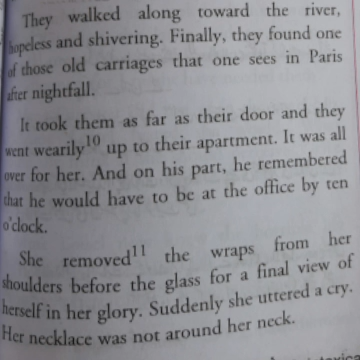 They walked along toward the river,
hopeless and shivering. Finally, they found one
of those old carriages that one sees in Paris
after nightfall.
It took them as far as their door and they
went wearily10 up to their apartment. It was all
over for her. And on his part, he remembered
that he would have to be at the office by ten
o'clock.
She removed11 the wraps from her
shoulders before the glass for a final view of
herself in her glory. Suddenly she uttered a cry.
Her necklace was not around her neck.